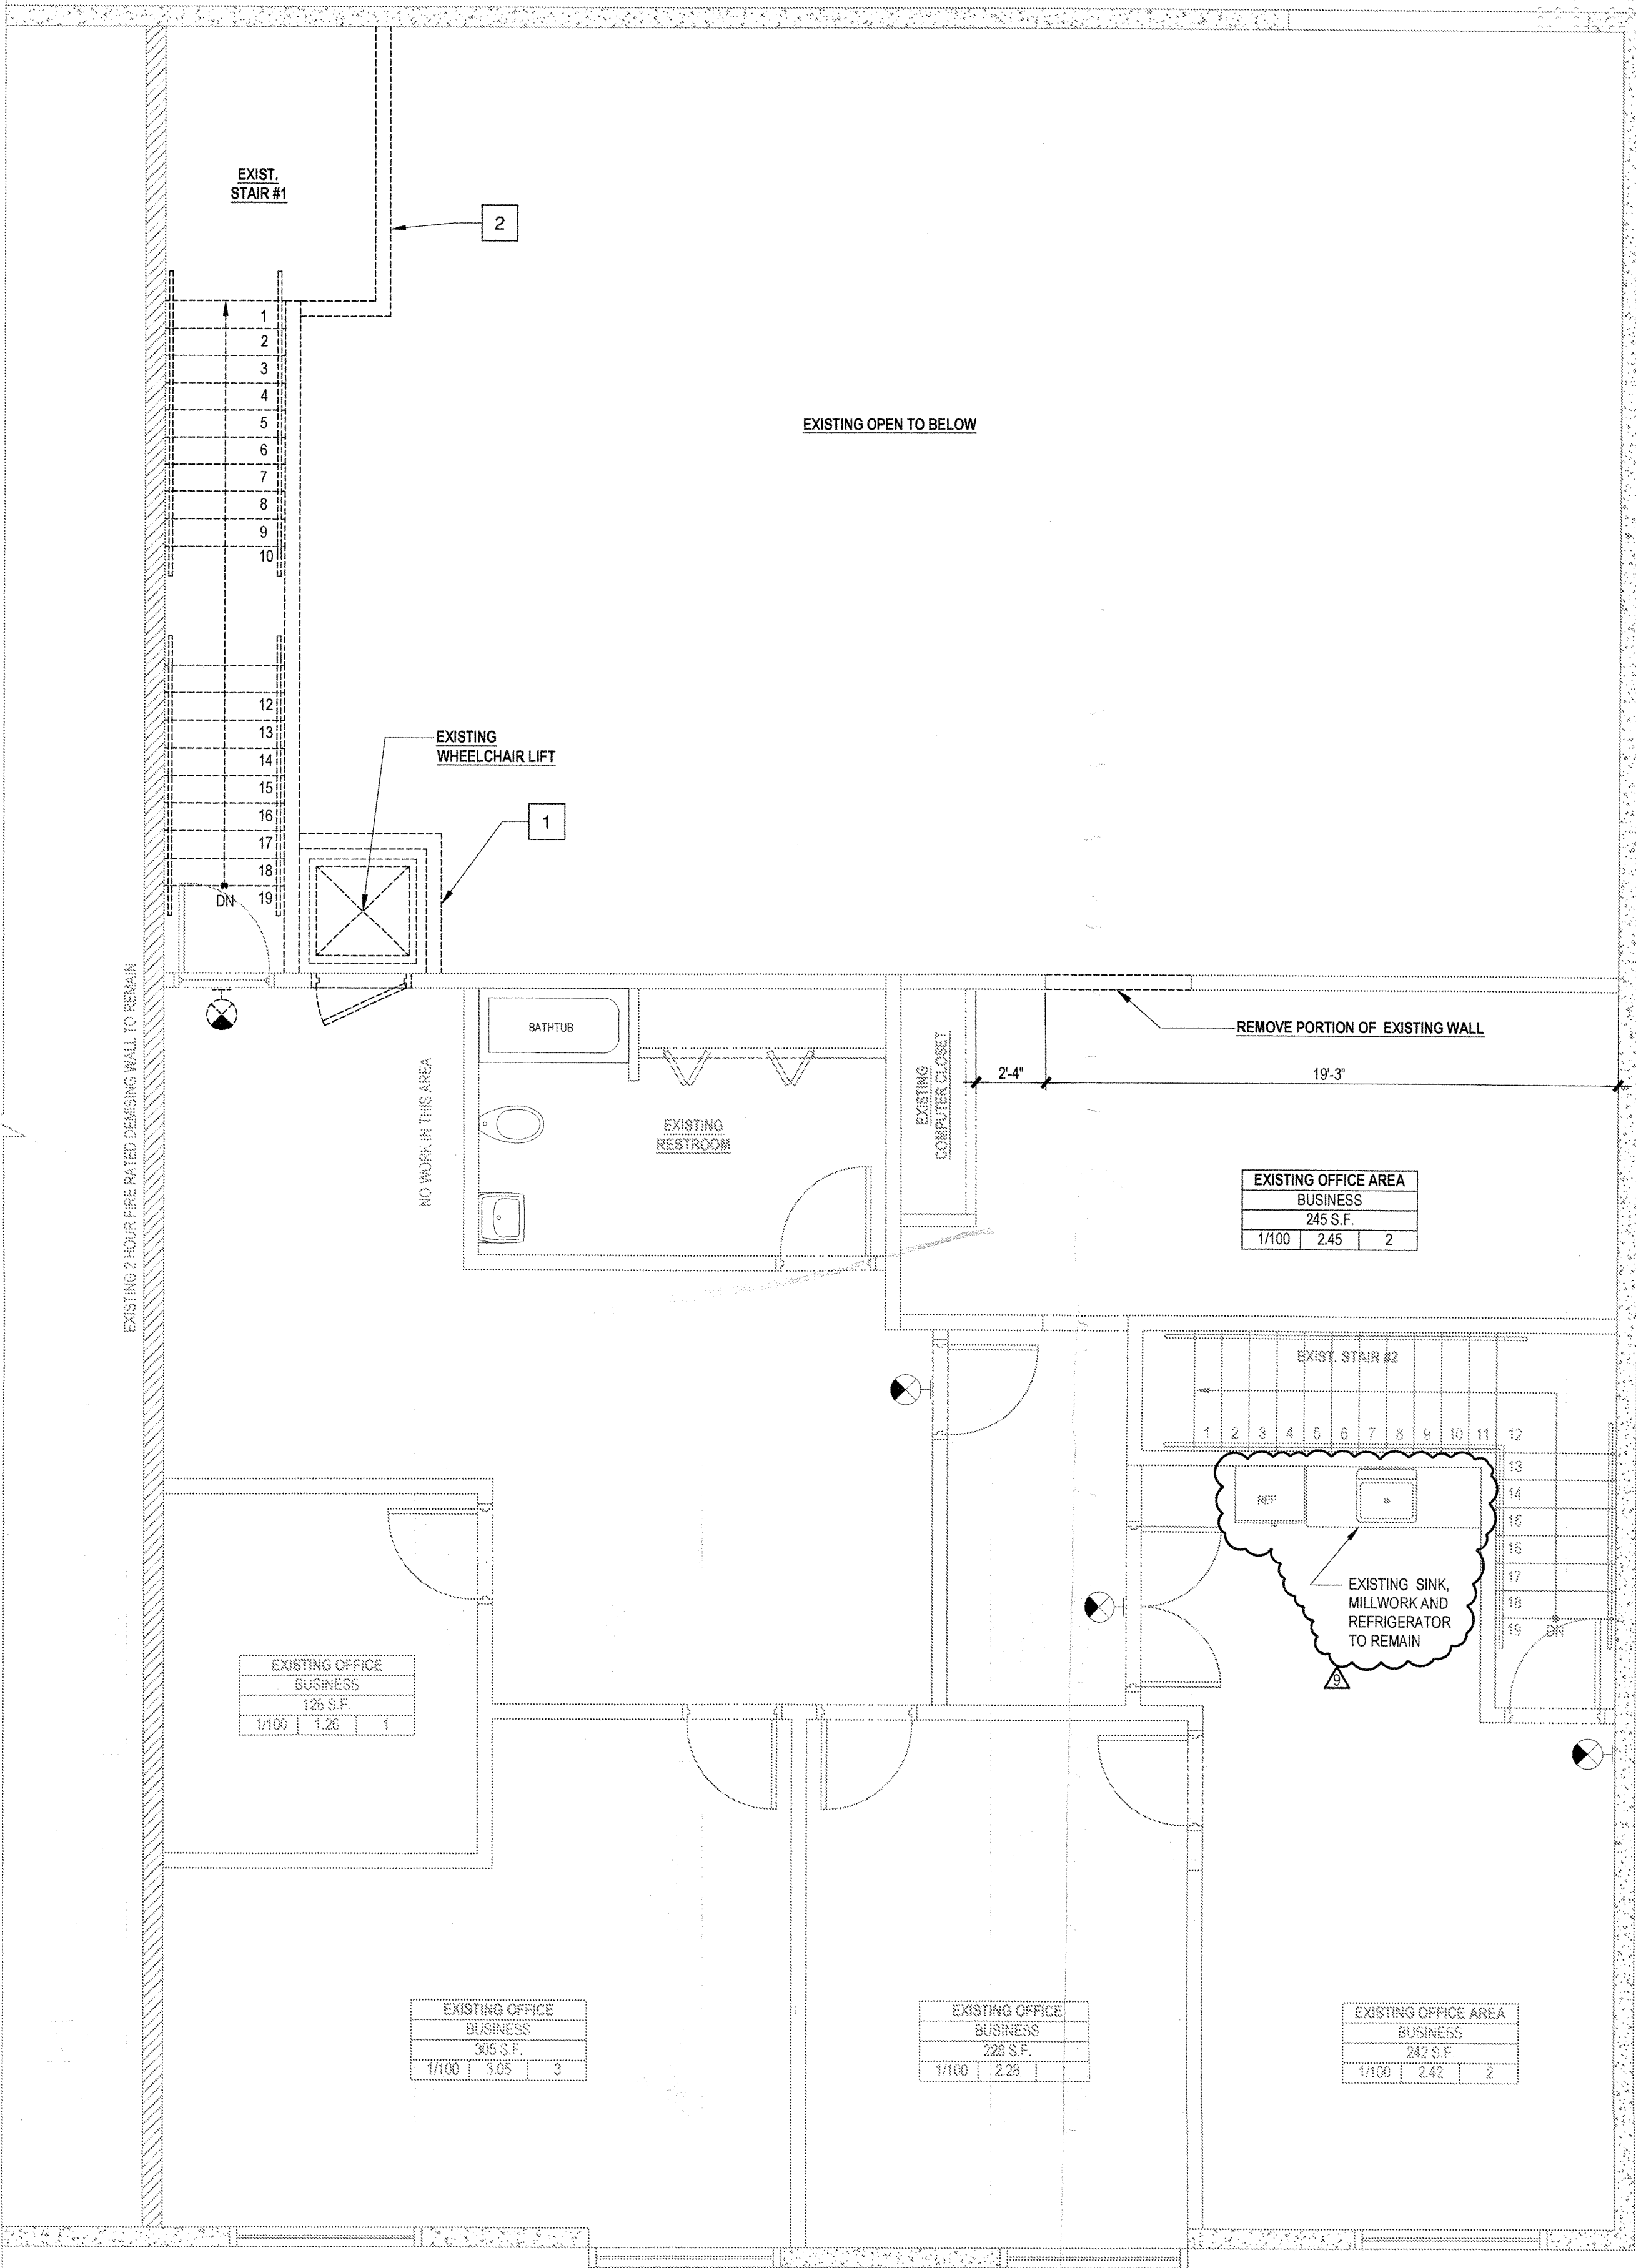 EXIST.
STAIR #1
2
1
2
3
4
5
6
7
8
9
10
EXISTING OPEN TO BELOW
12
13
14
15
16
17
18
19
DN
EXISTING
WHEELCHAIR LIFT
1
EXISTING 2 HOUR FIRE RATED DEMISING WALL TO REMAIN
NO WORK IN THIS AREA
BATHTUB
EXISTING
RESTROOM
EXISTING
COMPUTER CLOSET
REMOVE PORTION OF EXISTING WALL
2'-4"
19'-3"
EXISTING OFFICE AREA
BUSINESS
245 S.F.
1/100 2.45 2
EXIST. STAIR #2
1 2 3 4 5 6 7 8 9 10 11 12
13
14
15
16
17
18
19
DN
REF
EXISTING SINK,
MILLWORK AND
REFRIGERATOR
TO REMAIN
9
EXISTING OFFICE
BUSINESS
126 S.F.
1/100 1.26 1
EXISTING OFFICE
BUSINESS
305 S.F.
1/100 3.05 3
EXISTING OFFICE
BUSINESS
228 S.F.
1/100 2.28
EXISTING OFFICE AREA
BUSINESS
242 S.F
1/100 2.42 2